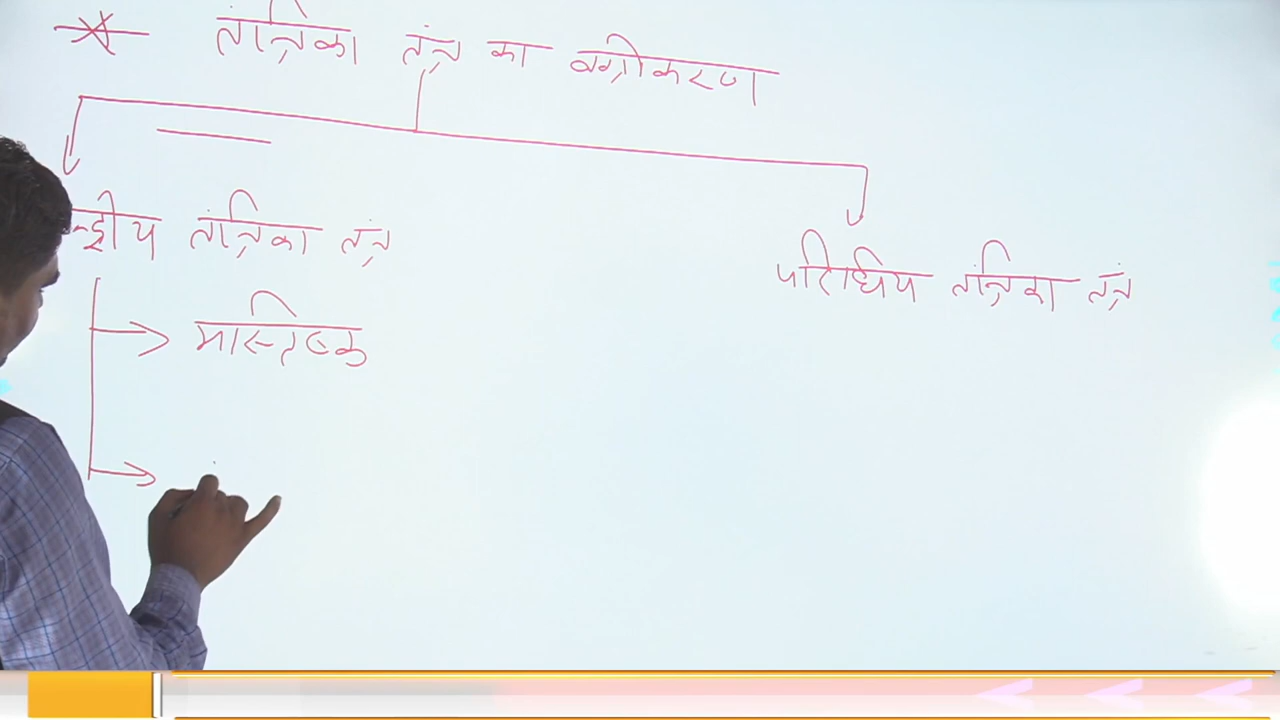 तंत्रिका तंत्र का वर्गीकरण
न्द्रीय तंत्रिका तंत्र
परिधिय तंत्रिका तंत्र
मस्तिष्क